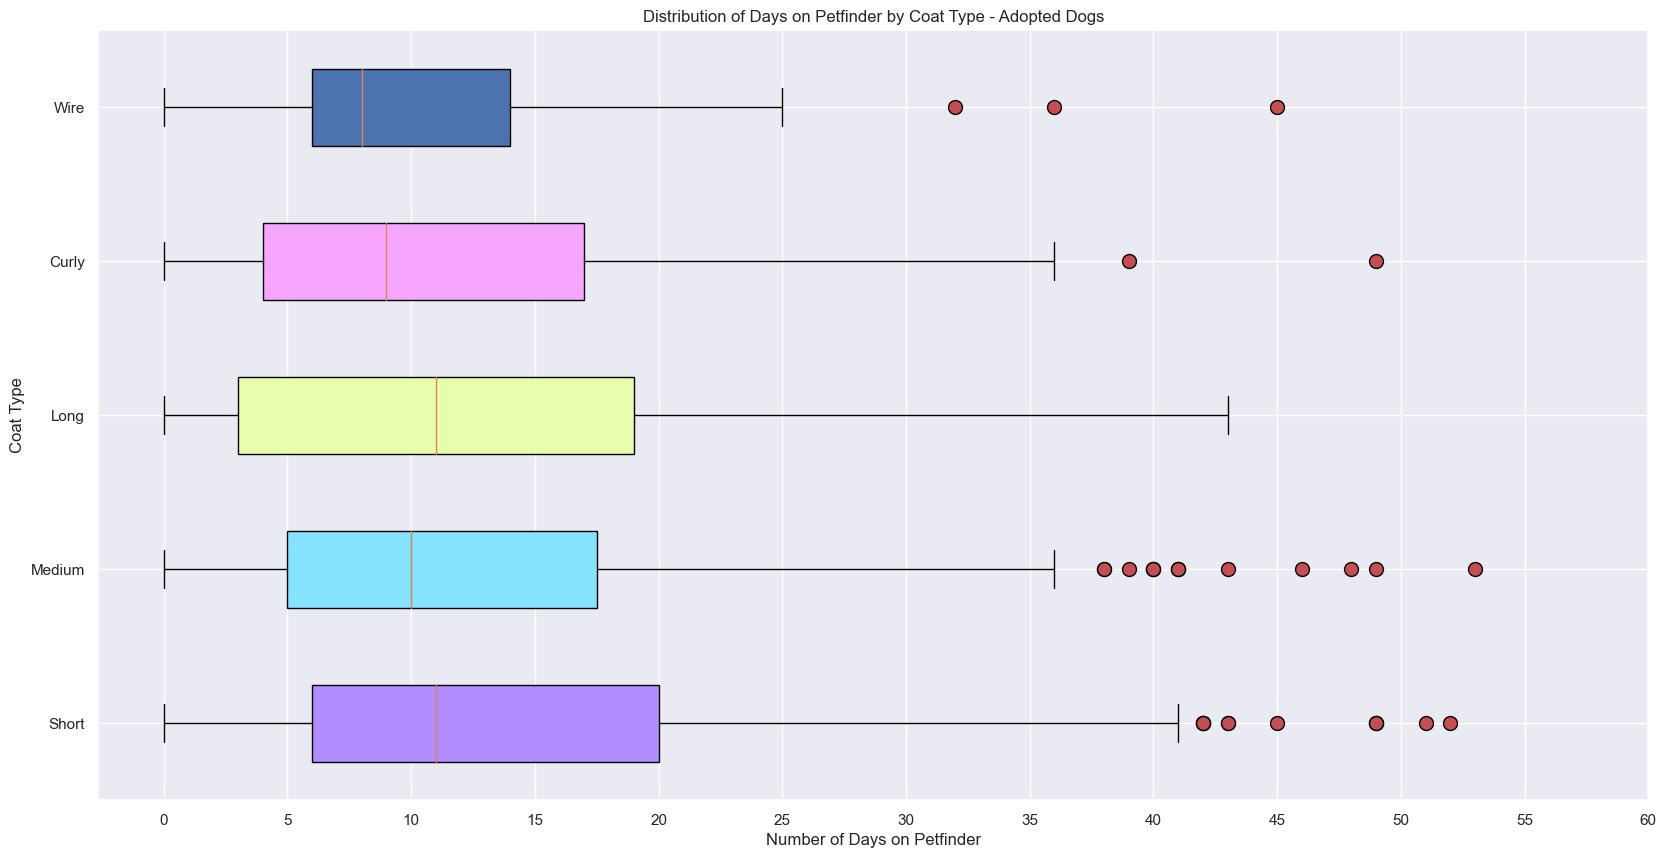 Distribution of Days on Petfinder by Coat Type - Adopted Dogs
Coat Type
Wire
Curly
Long
Medium
Short
0 5 10 15 20 25 30 35 40 45 50 55 60
Number of Days on Petfinder